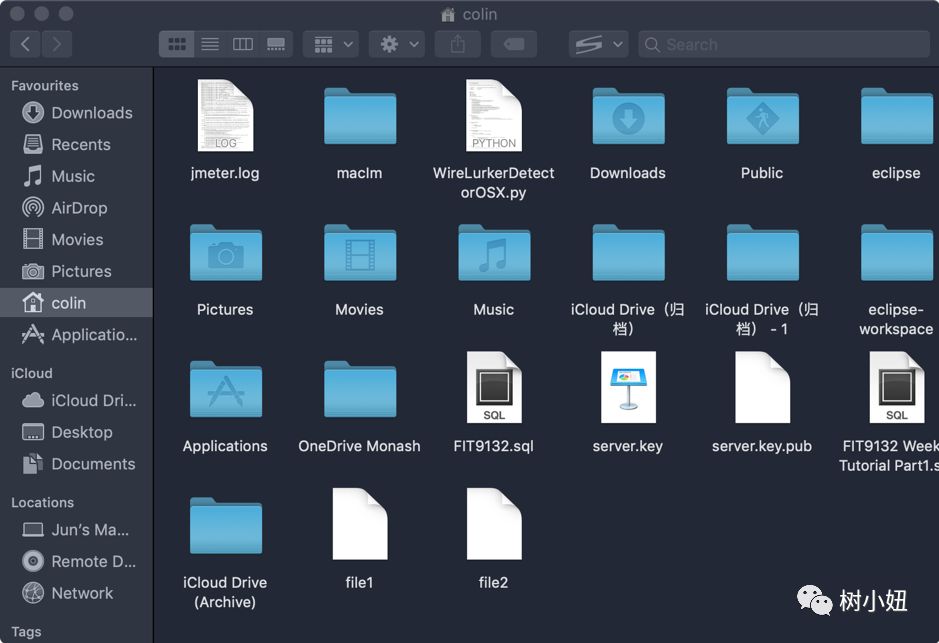 colin
Search
Favourites
Downloads
Recents
Music
AirDrop
Movies
Pictures
colin
Applicatio...
iCloud
iCloud Dri...
Desktop
Documents
Locations
Jun's Ma...
Remote D...
Network
Tags
LOG
PYTHON
jmeter.log
maclm
WireLurkerDetect
orOSX.py
Downloads
Public
eclipse
Pictures
Movies
Music
iCloud Drive（归
档）
iCloud Drive（归
档） - 1
eclipse-
workspace
SQL
SQL
Applications
OneDrive Monash
FIT9132.sql
server.key
server.key.pub
FIT9132 Week
Tutorial Part1.s
iCloud Drive
(Archive)
file1
file2
树小妞